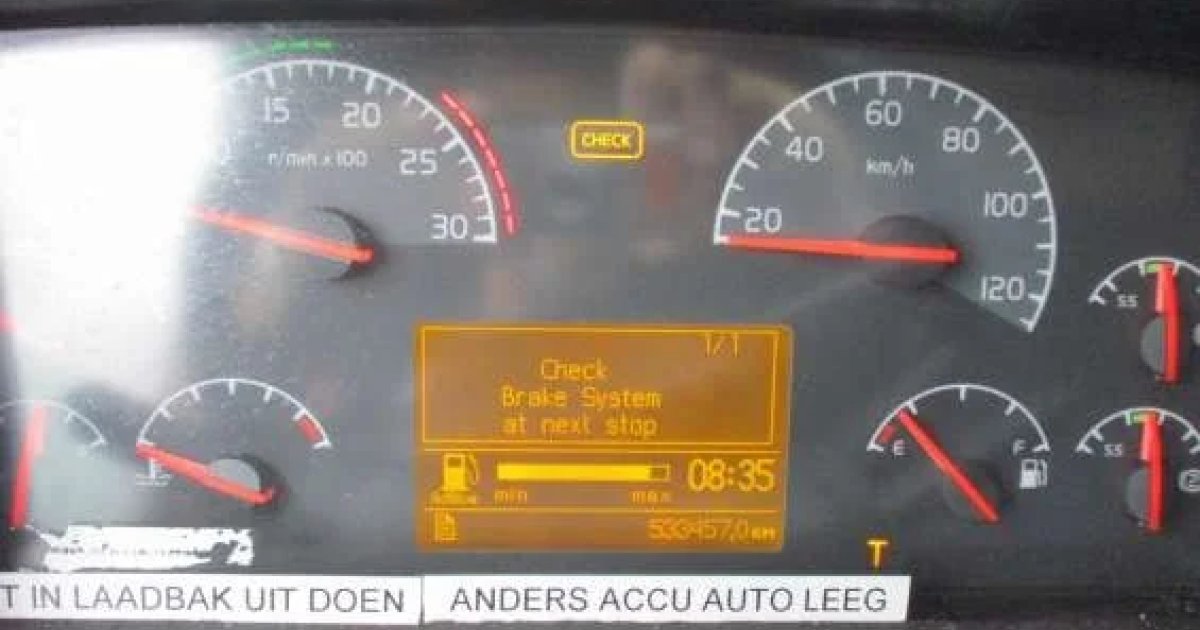 15
20
r/min x 100
25
30
CHECK
60
40
80
km/h
20
100
120
1/1
Check
Brake System
at next stop
08:35
min
max
533457,0 KM
E
F
T
T IN LAADBAK UIT DOEN
ANDERS ACCU AUTO LEEG